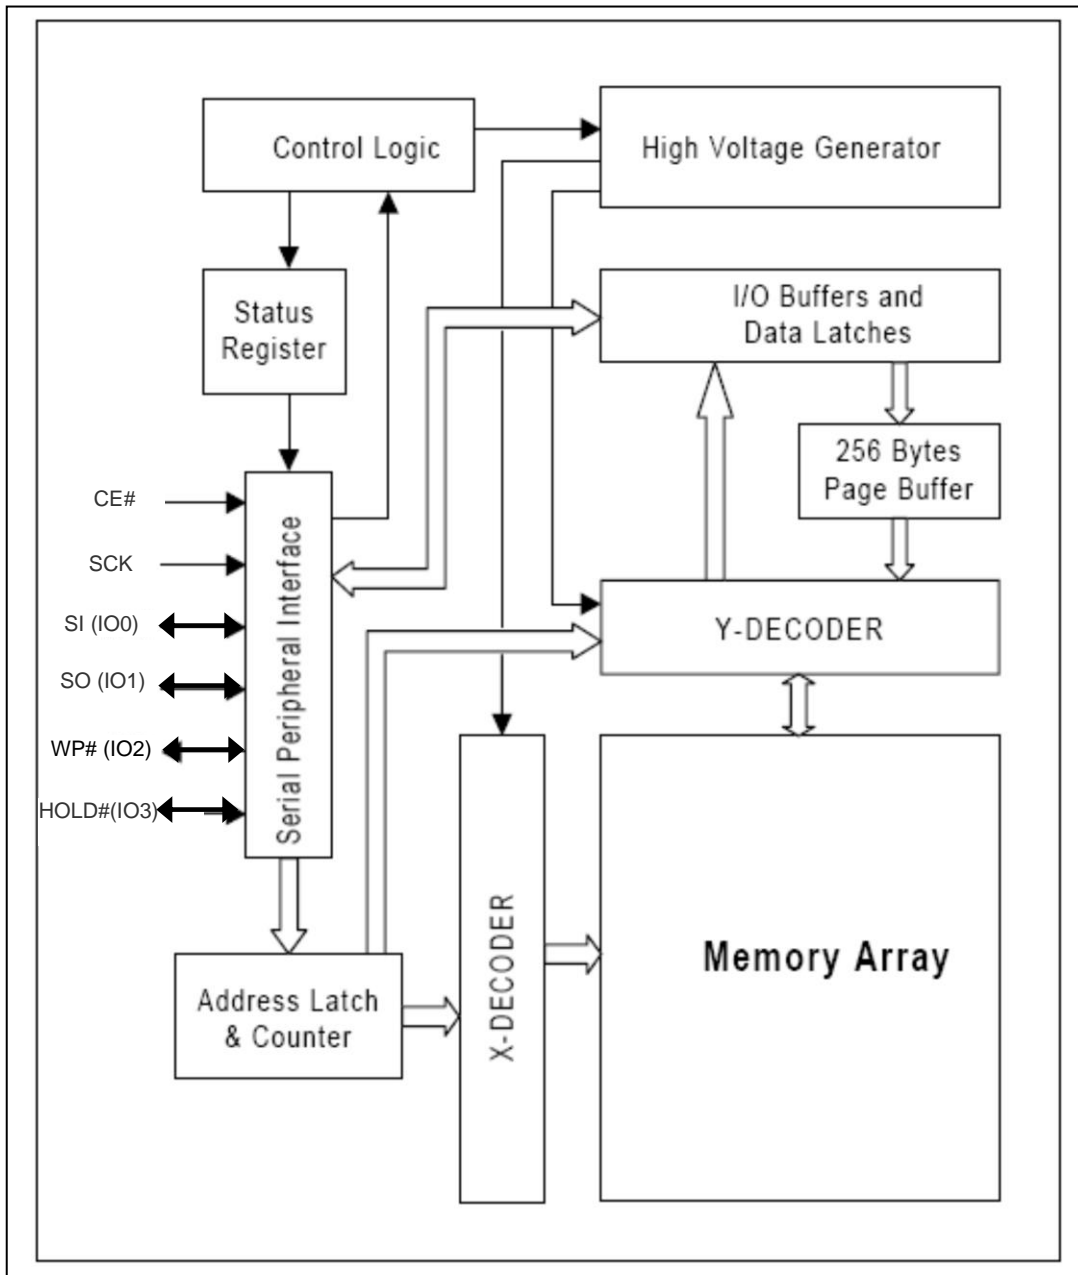 Control Logic
High Voltage Generator
Status
Register
I/O Buffers and
Data Latches
256 Bytes
Page Buffer
CE#
SCK
SI (IO0)
SO (IO1)
WP# (IO2)
HOLD#(IO3)
Serial Peripheral Interface
Y-DECODER
X-DECODER
Memory Array
Address Latch
& Counter